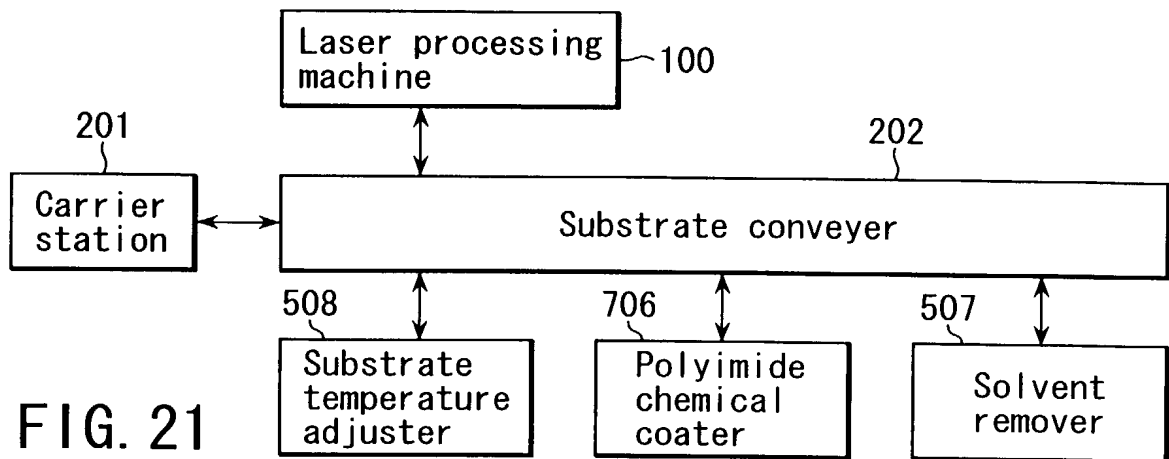 Laser processing
machine
100
201
202
Carrier
station
Substrate conveyer
508
706
507
Substrate
temperature
adjuster
Polyimide
chemical
coater
Solvent
remover
FIG. 21